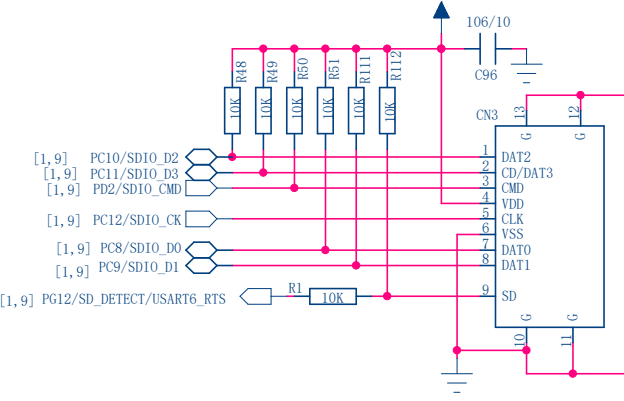 106/10
C96
R48
R49
R50
R51
R111
R112
10K
10K
10K
10K
10K
10K
CN3
13
12
G
G
[1,9] PC10/SDIO_D2
1 DAT2
[1,9] PC11/SDIO_D3
2 CD/DAT3
[1,9] PD2/SDIO_CMD
3 CMD
4 VDD
[1,9] PC12/SDIO_CK
5 CLK
6 VSS
[1,9] PC8/SDIO_D0
7 DAT0
[1,9] PC9/SDIO_D1
8 DAT1
[1,9] PG12/SD_DETECT/USART6_RTS
R1
10K
9 SD
G
G
10
11